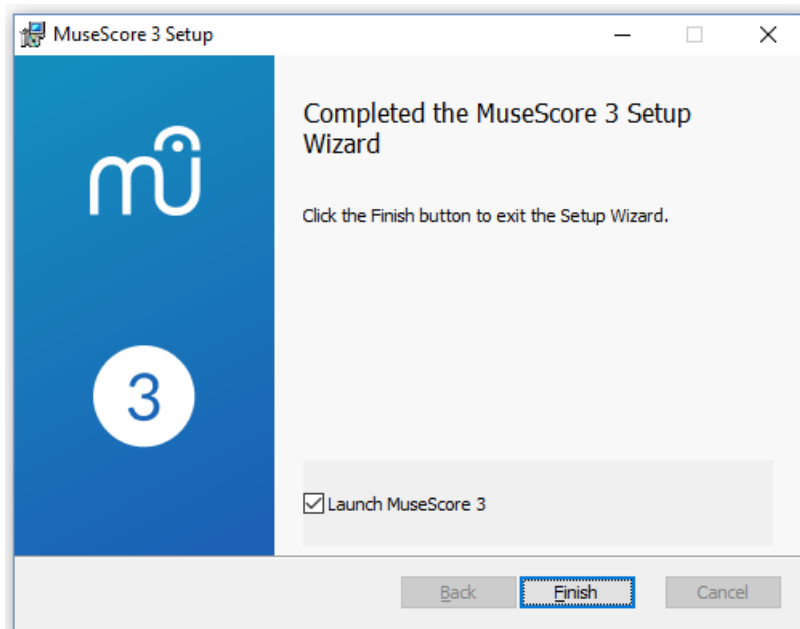 MuseScore 3 Setup
mu
Completed the MuseScore 3 Setup
Wizard
Click the Finish button to exit the Setup Wizard.
3
Launch MuseScore 3
Back
Finish
Cancel